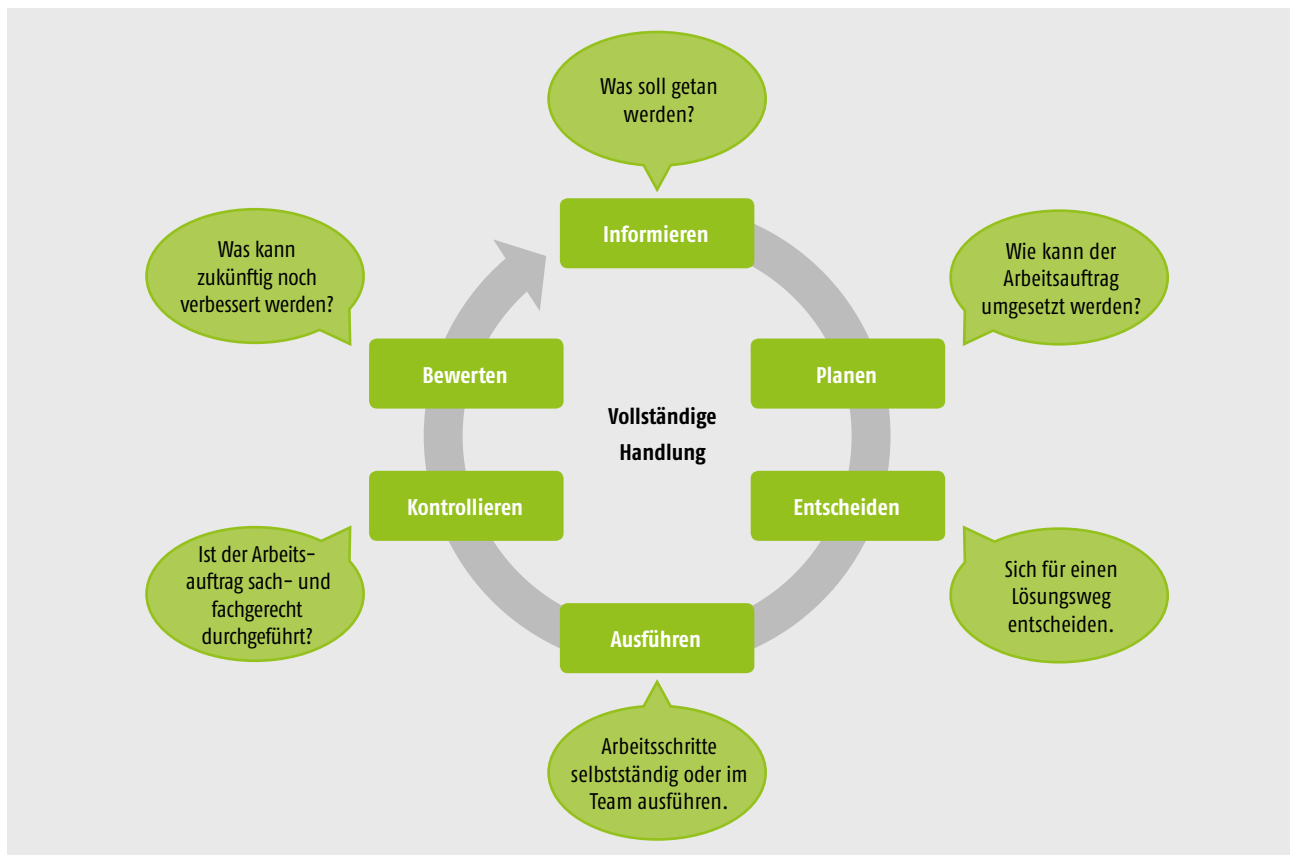 Was soll getan
werden?
Informieren
Wie kann der
Arbeitsauftrag
umgesetzt werden?
Planen
Entscheiden
Sich für einen
Lösungsweg
entscheiden.
Ausführen
Arbeitsschritte
selbstständig oder im
Team ausführen.
Kontrollieren
Ist der Arbeits-
auftrag sach- und
fachgerecht
durchgeführt?
Bewerten
Was kann
zukünftig noch
verbessert werden?
Vollständige
Handlung